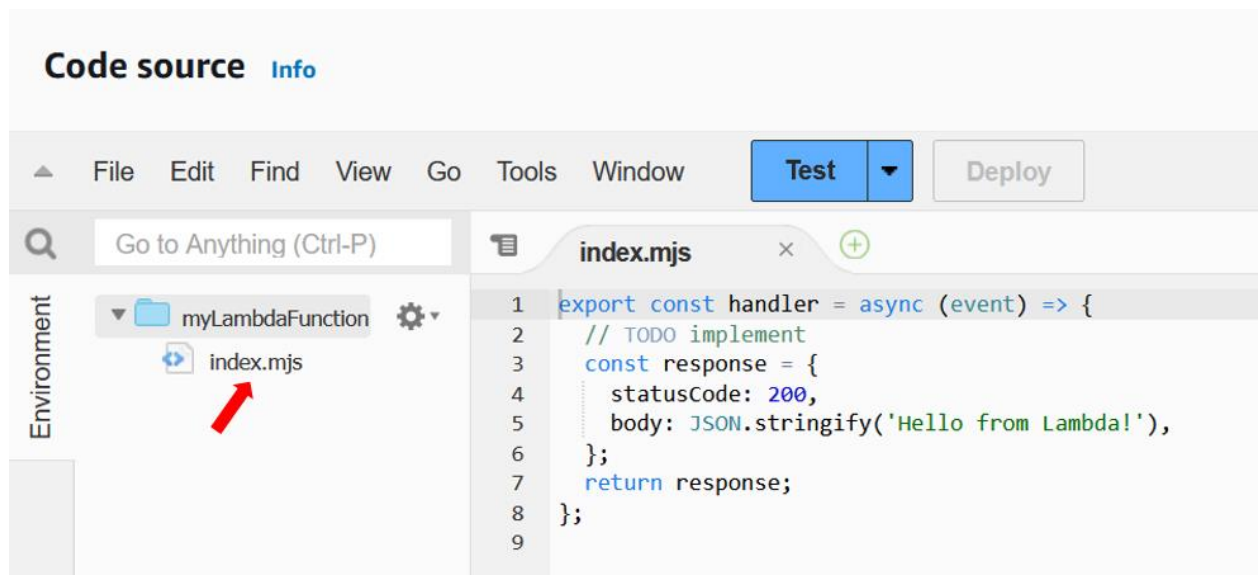 Code source Info
File Edit Find View Go Tools Window Test Deploy
Go to Anything (Ctrl-P)
index.mjs
Environment
myLambdaFunction
index.mjs
1 export const handler = async (event) => {
2 // TODO implement
3 const response = {
4 statusCode: 200,
5 body: JSON.stringify('Hello from Lambda!'),
6 };
7 return response;
8 };
9